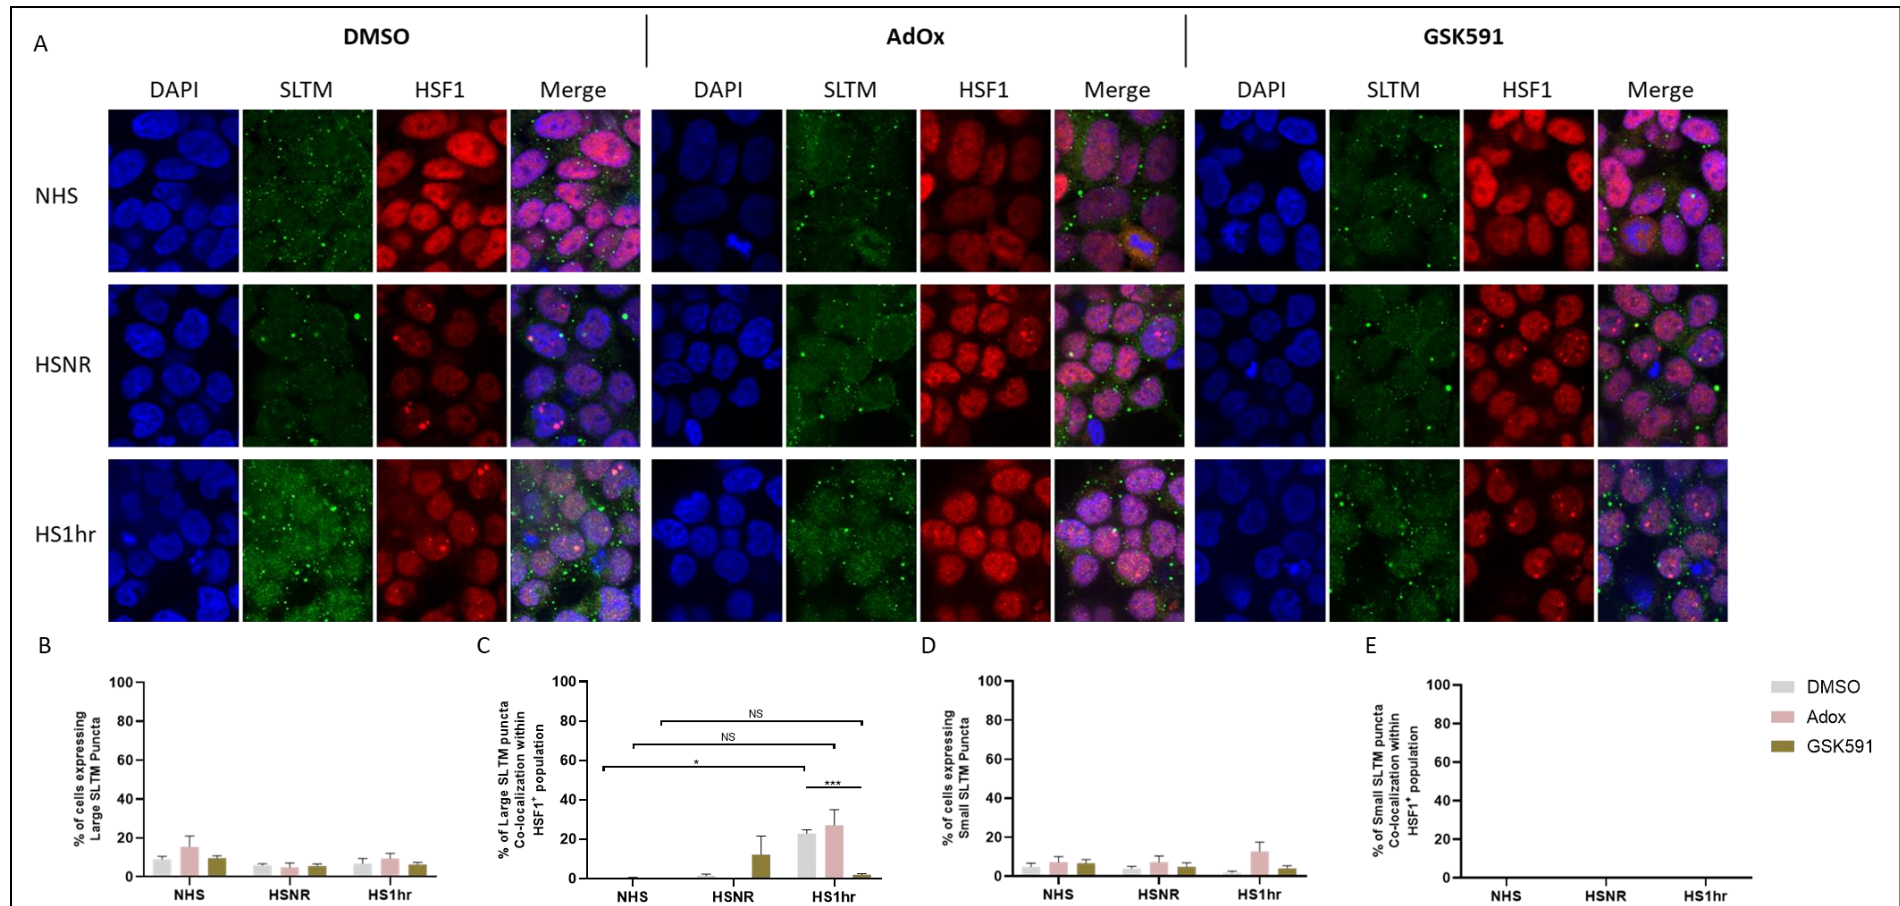 A
DMSO
AdOx
GSK591
DAPI SLTM HSF1 Merge DAPI SLTM HSF1 Merge DAPI SLTM HSF1 Merge
NHS
HSNR
HS1hr
B
% of cells expressing
Large SLTM Puncta
100
80
60
40
20
0
NHS HSNR HS1hr
C
% of Large SLTM puncta
Co-localization within
HSF1+ population
100
80
60
40
20
0
NS
NS
*
***
NHS HSNR HS1hr
D
% of cells expressing
Small SLTM Puncta
100
80
60
40
20
0
NHS HSNR HS1hr
E
% of Small SLTM puncta
Co-localization within
HSF1+ population
100
80
60
40
20
0
NHS HSNR HS1hr
DMSO
Adox
GSK591